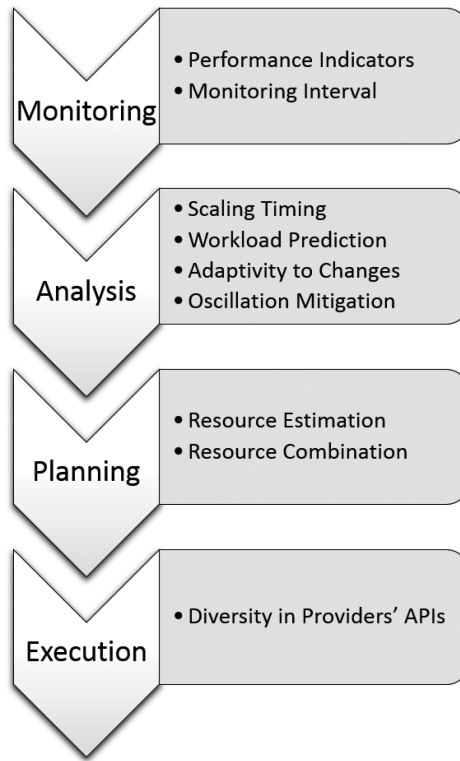 Monitoring
• Performance Indicators
• Monitoring Interval
Analysis
• Scaling Timing
• Workload Prediction
• Adaptivity to Changes
• Oscillation Mitigation
Planning
• Resource Estimation
• Resource Combination
Execution
• Diversity in Providers’ APIs